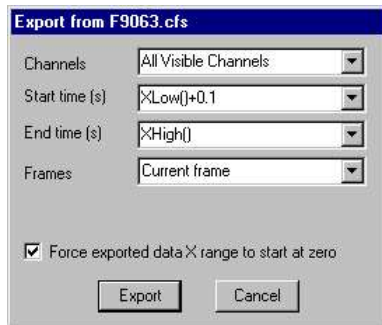 Export from F9063.cfs
Channels All Visible Channels
Start time (s) XLow()+0.1
End time (s) XHigh()
Frames Current frame
Force exported data X range to start at zero
Export Cancel